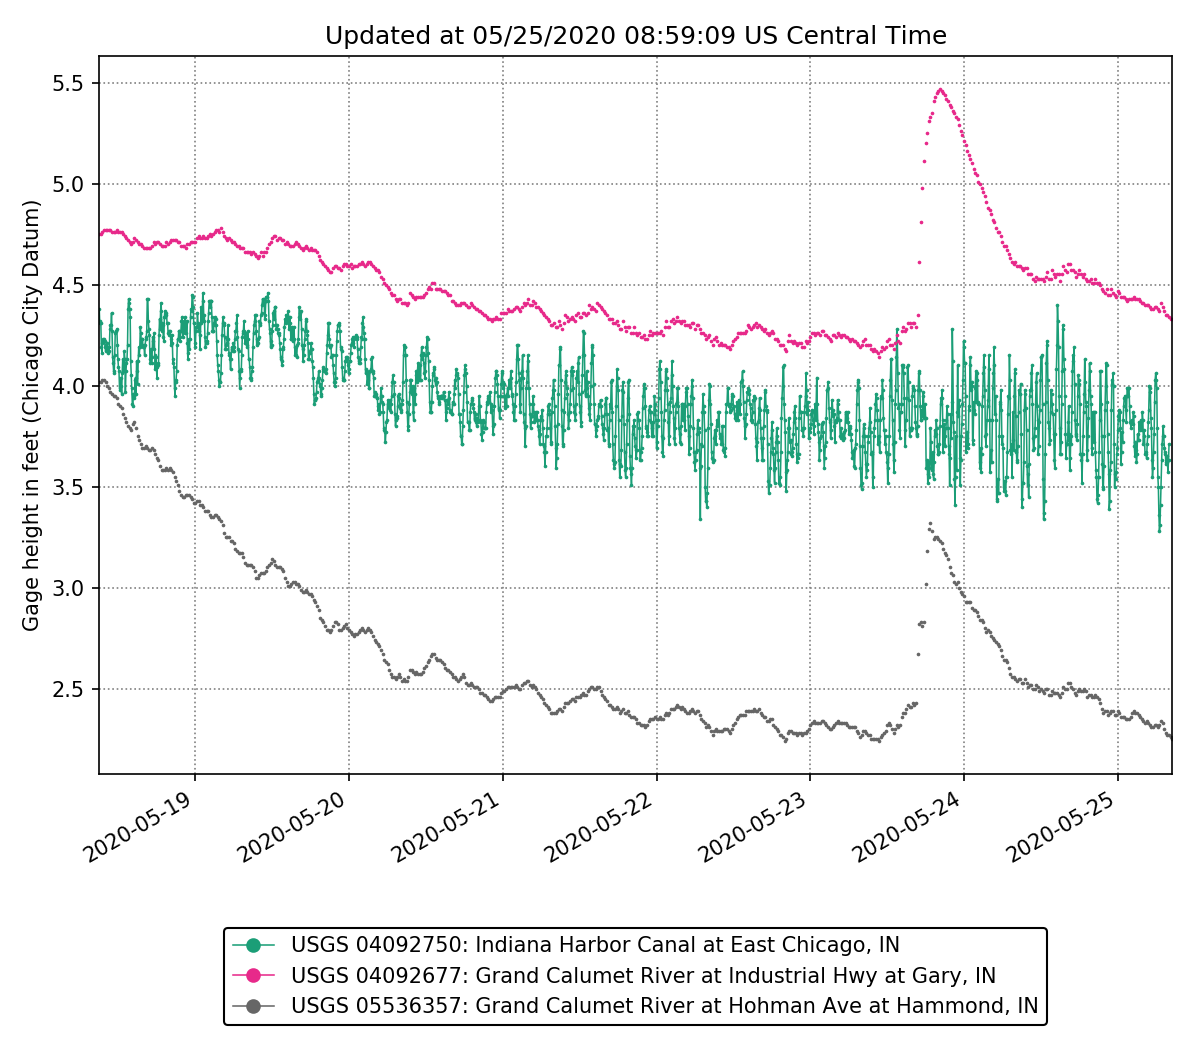 Updated at 05/25/2020 08:59:09 US Central Time
Gage height in feet (Chicago City Datum)
5.5
5.0
4.5
4.0
3.5
3.0
2.5
2020-05-19
2020-05-20
2020-05-21
2020-05-22
2020-05-23
2020-05-24
2020-05-25
USGS 04092750: Indiana Harbor Canal at East Chicago, IN
USGS 04092677: Grand Calumet River at Industrial Hwy at Gary, IN
USGS 05536357: Grand Calumet River at Hohman Ave at Hammond, IN